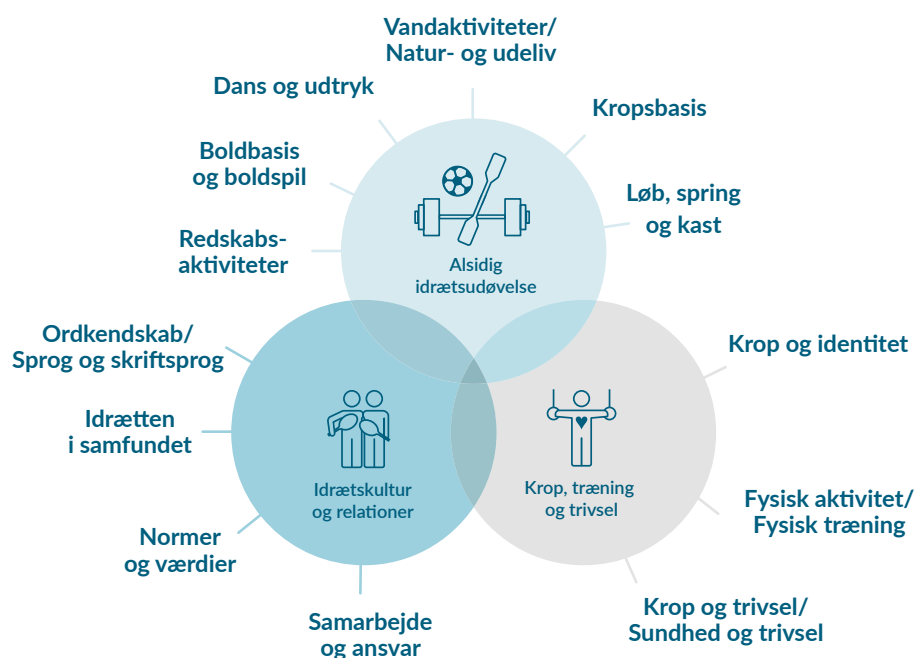 Vandaktiviteter/
Natur- og udeliv
Dans og udtryk
Kropsbasis
Boldbasis
og boldspil
Løb, spring
og kast
Redskabs-
aktiviteter
Alsidig
idrætsudøvelse
Ordkendskab/
Sprog og skriftsprog
Krop og identitet
Idrætten
i samfundet
Idrætskultur
og relationer
Krop, træning
og trivsel
Fysisk aktivitet/
Fysisk træning
Normer
og værdier
Samarbejde
og ansvar
Krop og trivsel/
Sundhed og trivsel